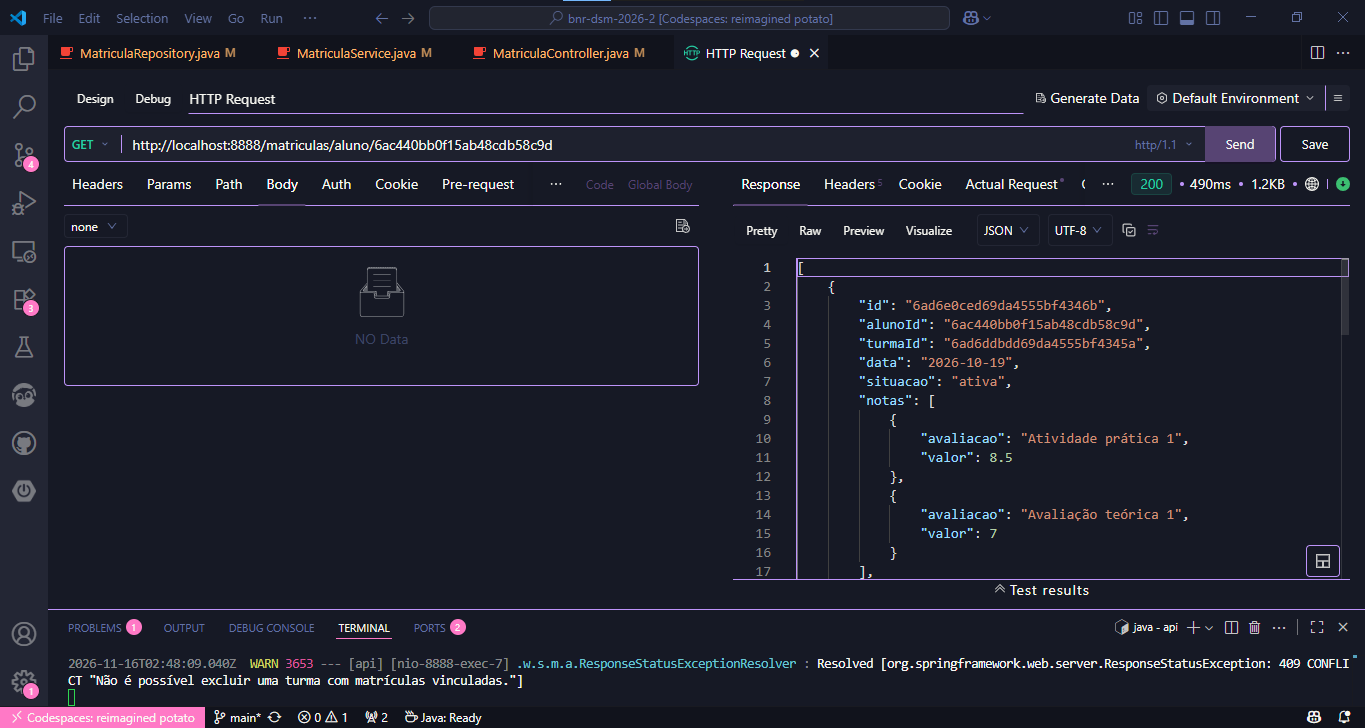 File Edit Selection View Go Run ··· bnr-dsm-2026-2 [Codespaces: reimagined potato]
MatriculaRepository.java M MatriculaService.java M MatriculaController.java M HTTP HTTP Request
Design Debug HTTP Request Generate Data Default Environment
GET http://localhost:8888/matriculas/aluno/6ac440bb0f15ab48cdb58c9d http/1.1 Send Save
Headers Params Path Body Auth Cookie Pre-request ··· Code Global Body
none
NO Data
Response Headers 5 Cookie Actual Request ··· 200 • 490ms • 1.2KB •
Pretty Raw Preview Visualize JSON UTF-8
1 [
2 {
3 "id": "6ad6e0ced69da4555bf4346b",
4 "alunoId": "6ac440bb0f15ab48cdb58c9d",
5 "turmaId": "6ad6ddbdd69da4555bf4345a",
6 "data": "2026-10-19",
7 "situacao": "ativa",
8 "notas": [
9 {
10 "avaliacao": "Atividade prática 1",
11 "valor": 8.5
12 },
13 {
14 "avaliacao": "Avaliação teórica 1",
15 "valor": 7
16 }
17 ],
Test results
4
3
1
PROBLEMS 1 OUTPUT DEBUG CONSOLE TERMINAL PORTS 2 java - api
2026-11-16T02:48:09.040Z WARN 3653 --- [api] [nio-8888-exec-7] .w.s.m.a.ResponseStatusExceptionResolver : Resolved [org.springframework.web.server.ResponseStatusException: 409 CONFLI
CT "Não é possível excluir uma turma com matrículas vinculadas."]
Codespaces: reimagined potato main* 0 1 2 Java: Ready